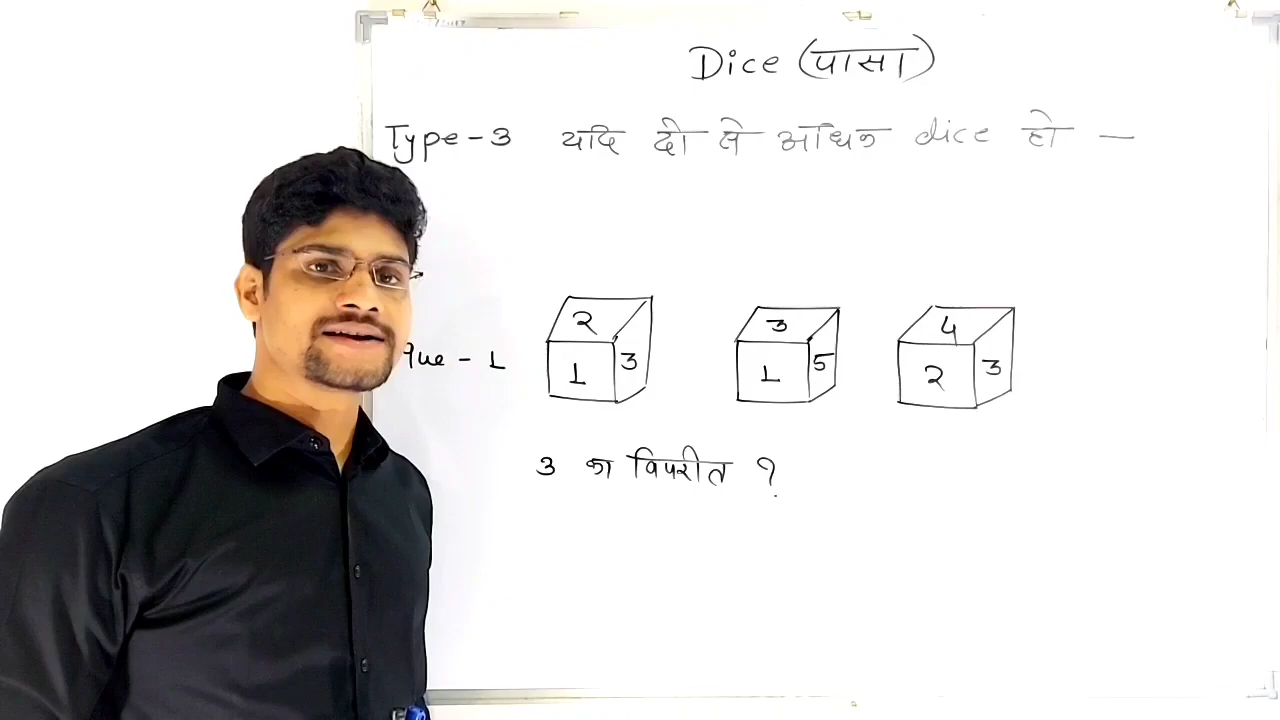 Dice (पासा)
Type-3 यदि दो से अधिक dice हो —
Que - 1
2
1 3
3
1 5
4
2 3
3 का विपरीत ?